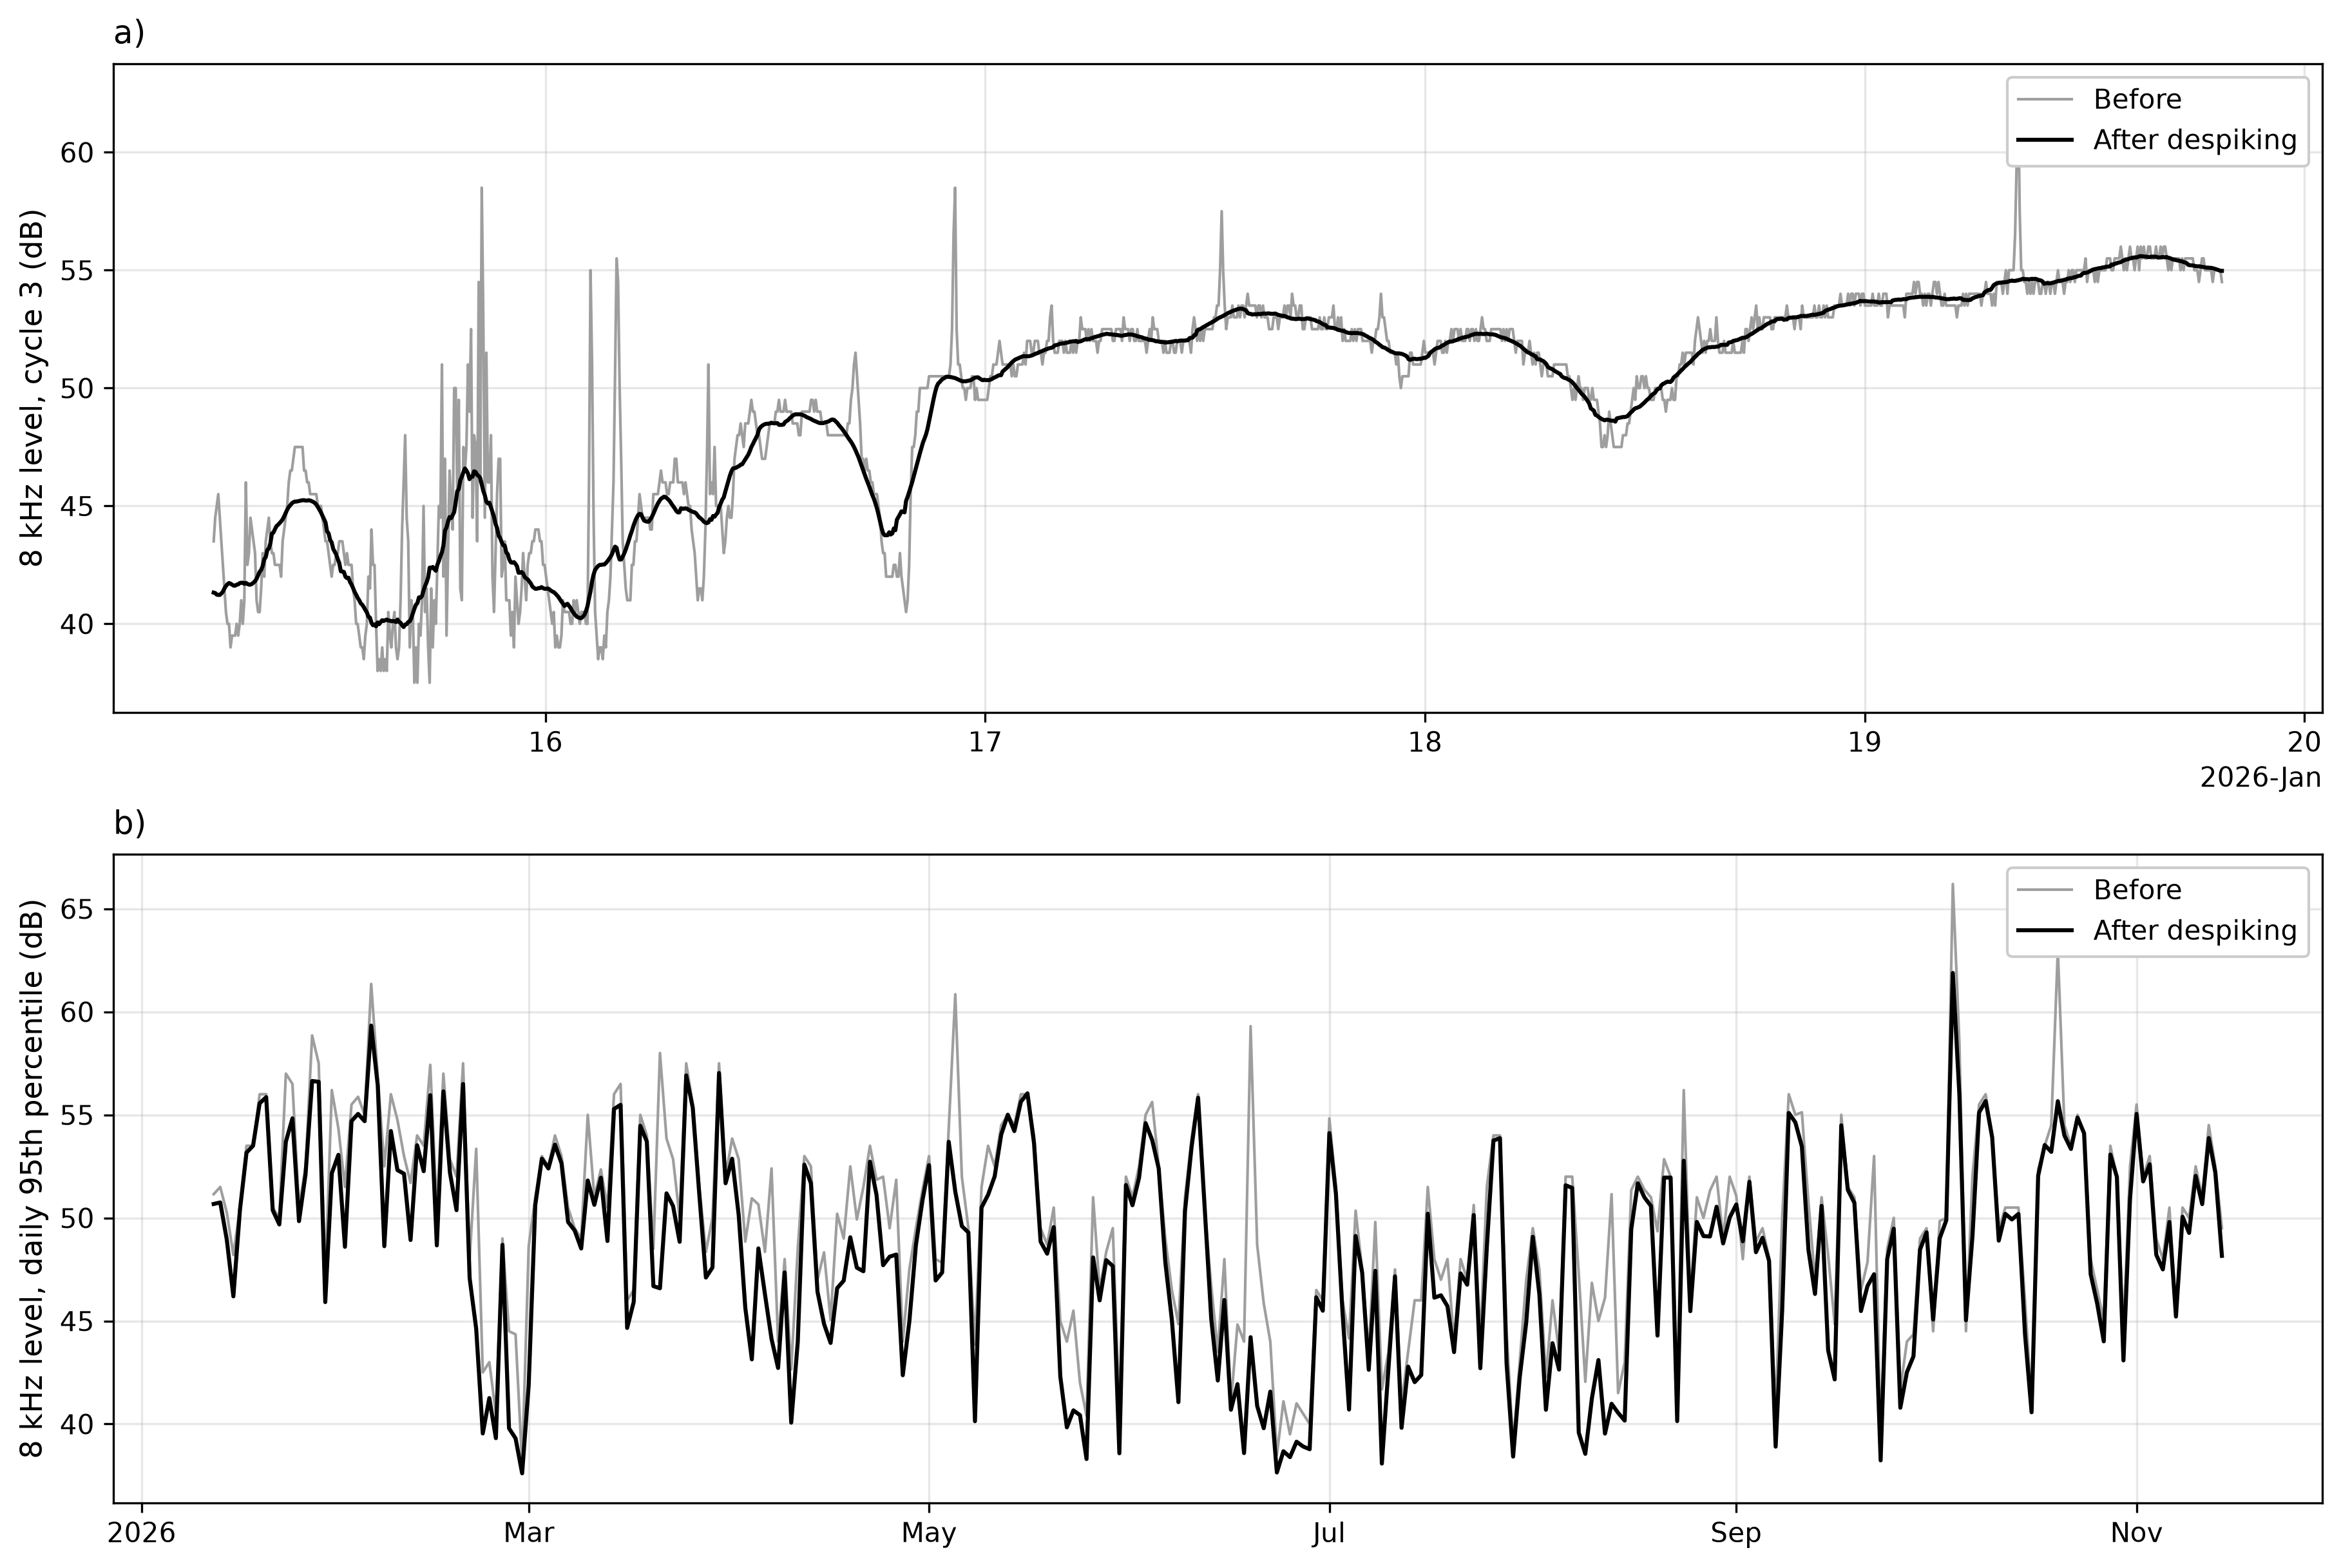 a)
8 kHz level, cycle 3 (dB)
60
55
50
45
40
Before
After despiking
16
17
18
19
20
2026-Jan
b)
8 kHz level, daily 95th percentile (dB)
65
60
55
50
45
40
Before
After despiking
2026
Mar
May
Jul
Sep
Nov